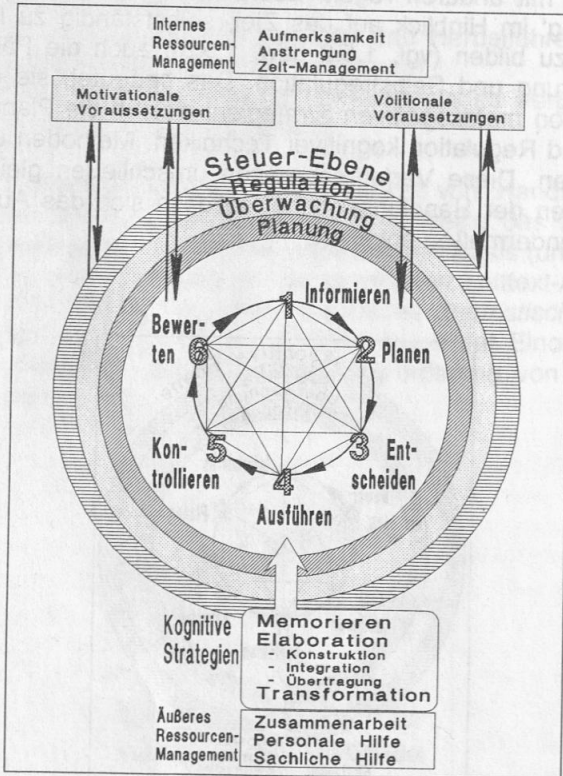 Internes
Ressourcen-
Management
Aufmerksamkeit
Anstrengung
Zeit-Management
Motivationale
Voraussetzungen
Volitionale
Voraussetzungen
Steuer-Ebene
Regulation
Überwachung
Planung
1 Informieren
2 Planen
3 Ent-
scheiden
4
Ausführen
5 Kon-
trollieren
6 Bewer-
ten
Kognitive
Strategien
Memorieren
Elaboration
- Konstruktion
- Integration
Übertragung
Transformation
Äußeres
Ressourcen-
Management
Zusammenarbeit
Personale Hilfe
Sachliche Hilfe